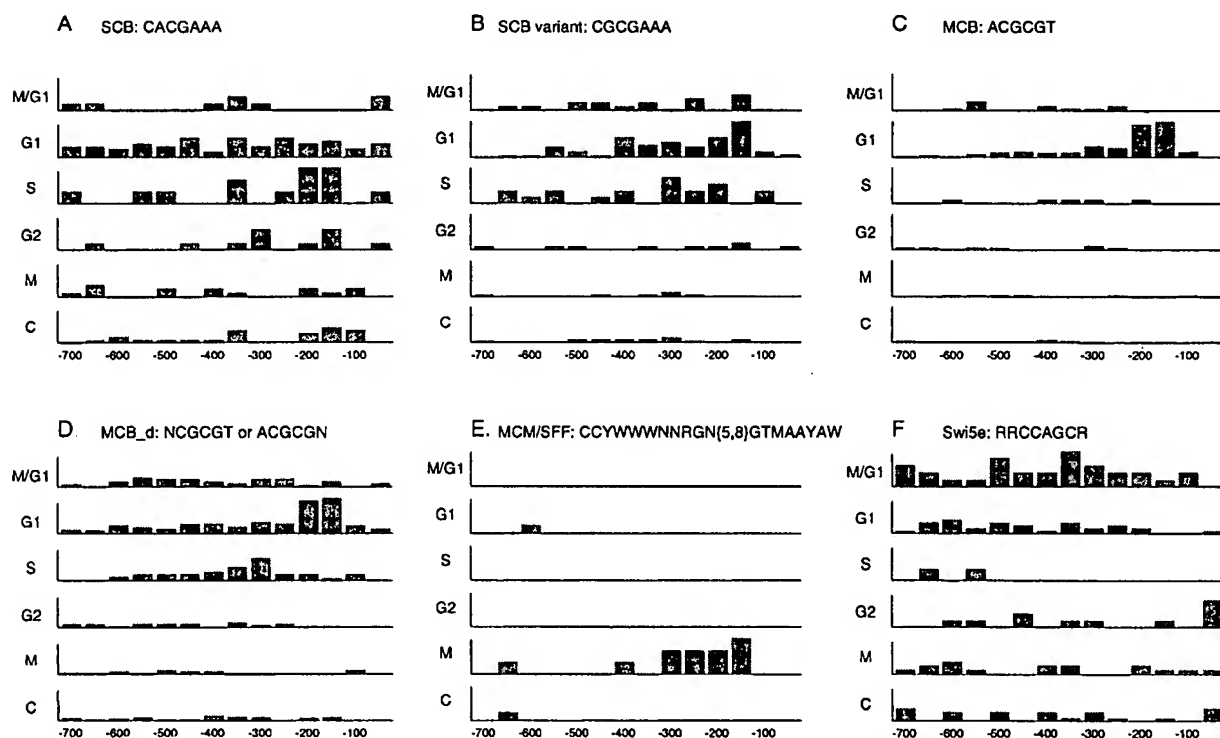 A SCB: CACGAAA
M/G1
G1
S
G2
M
C
-700 -600 -500 -400 -300 -200 -100
B SCB variant: CGCGAAA
M/G1
G1
S
G2
M
C
-700 -600 -500 -400 -300 -200 -100
C MCB: ACGCGT
M/G1
G1
S
G2
M
C
-700 -600 -500 -400 -300 -200 -100
D MCB_d: NCGCGT or ACGCGN
M/G1
G1
S
G2
M
C
-700 -600 -500 -400 -300 -200 -100
E. MCM/SFF: CCYWWWNNRGN{5,8}GTMAAYAW
M/G1
G1
S
G2
M
C
-700 -600 -500 -400 -300 -200 -100
F Swi5e: RRCCAGCR
M/G1
G1
S
G2
M
C
-700 -600 -500 -400 -300 -200 -100